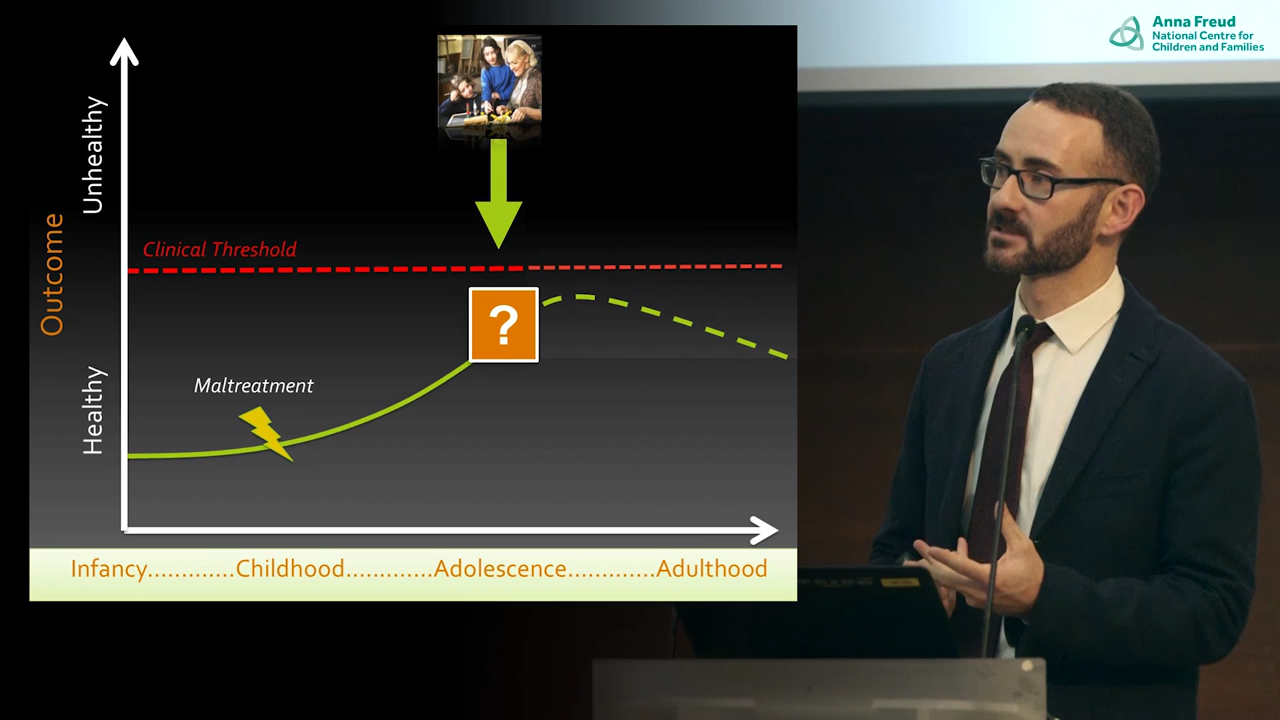 Anna Freud
National Centre for
Children and Families
Unhealthy
Outcome
Clinical Threshold
?
Maltreatment
Healthy
Infancy.............Childhood.............Adolescence.............Adulthood